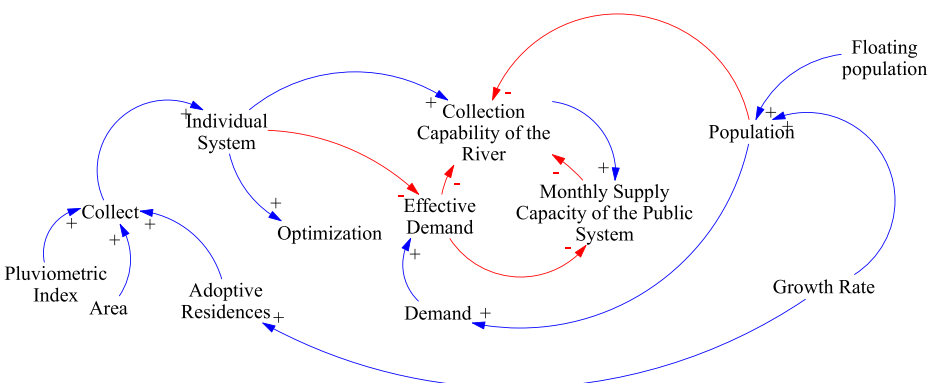 Floating
population
Individual
System
+
+
-
Collection
Capability of the
River
Population
+
+
+
-
-
-
Effective
Demand
Monthly Supply
Capacity of the Public
System
+
Collect
+
+
+
Optimization
-
+
Pluviometric
Index
Area
Adoptive
Residences
+
Demand
+
Growth Rate